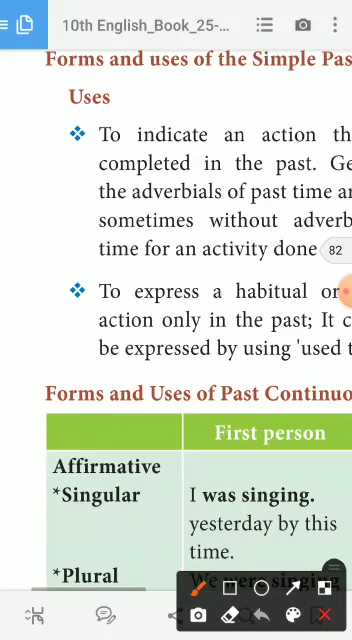 10th English_Book_25-...
Forms and uses of the Simple Pas
Uses
❖ To indicate an action th
completed in the past. Ge
the adverbials of past time a
sometimes without adverb
time for an activity done
82
❖ To express a habitual or
action only in the past; It c
be expressed by using 'used t
Forms and Uses of Past Continuo
First person
Affirmative
*Singular
I was singing.
yesterday by this
time.
*Plural
We were singing